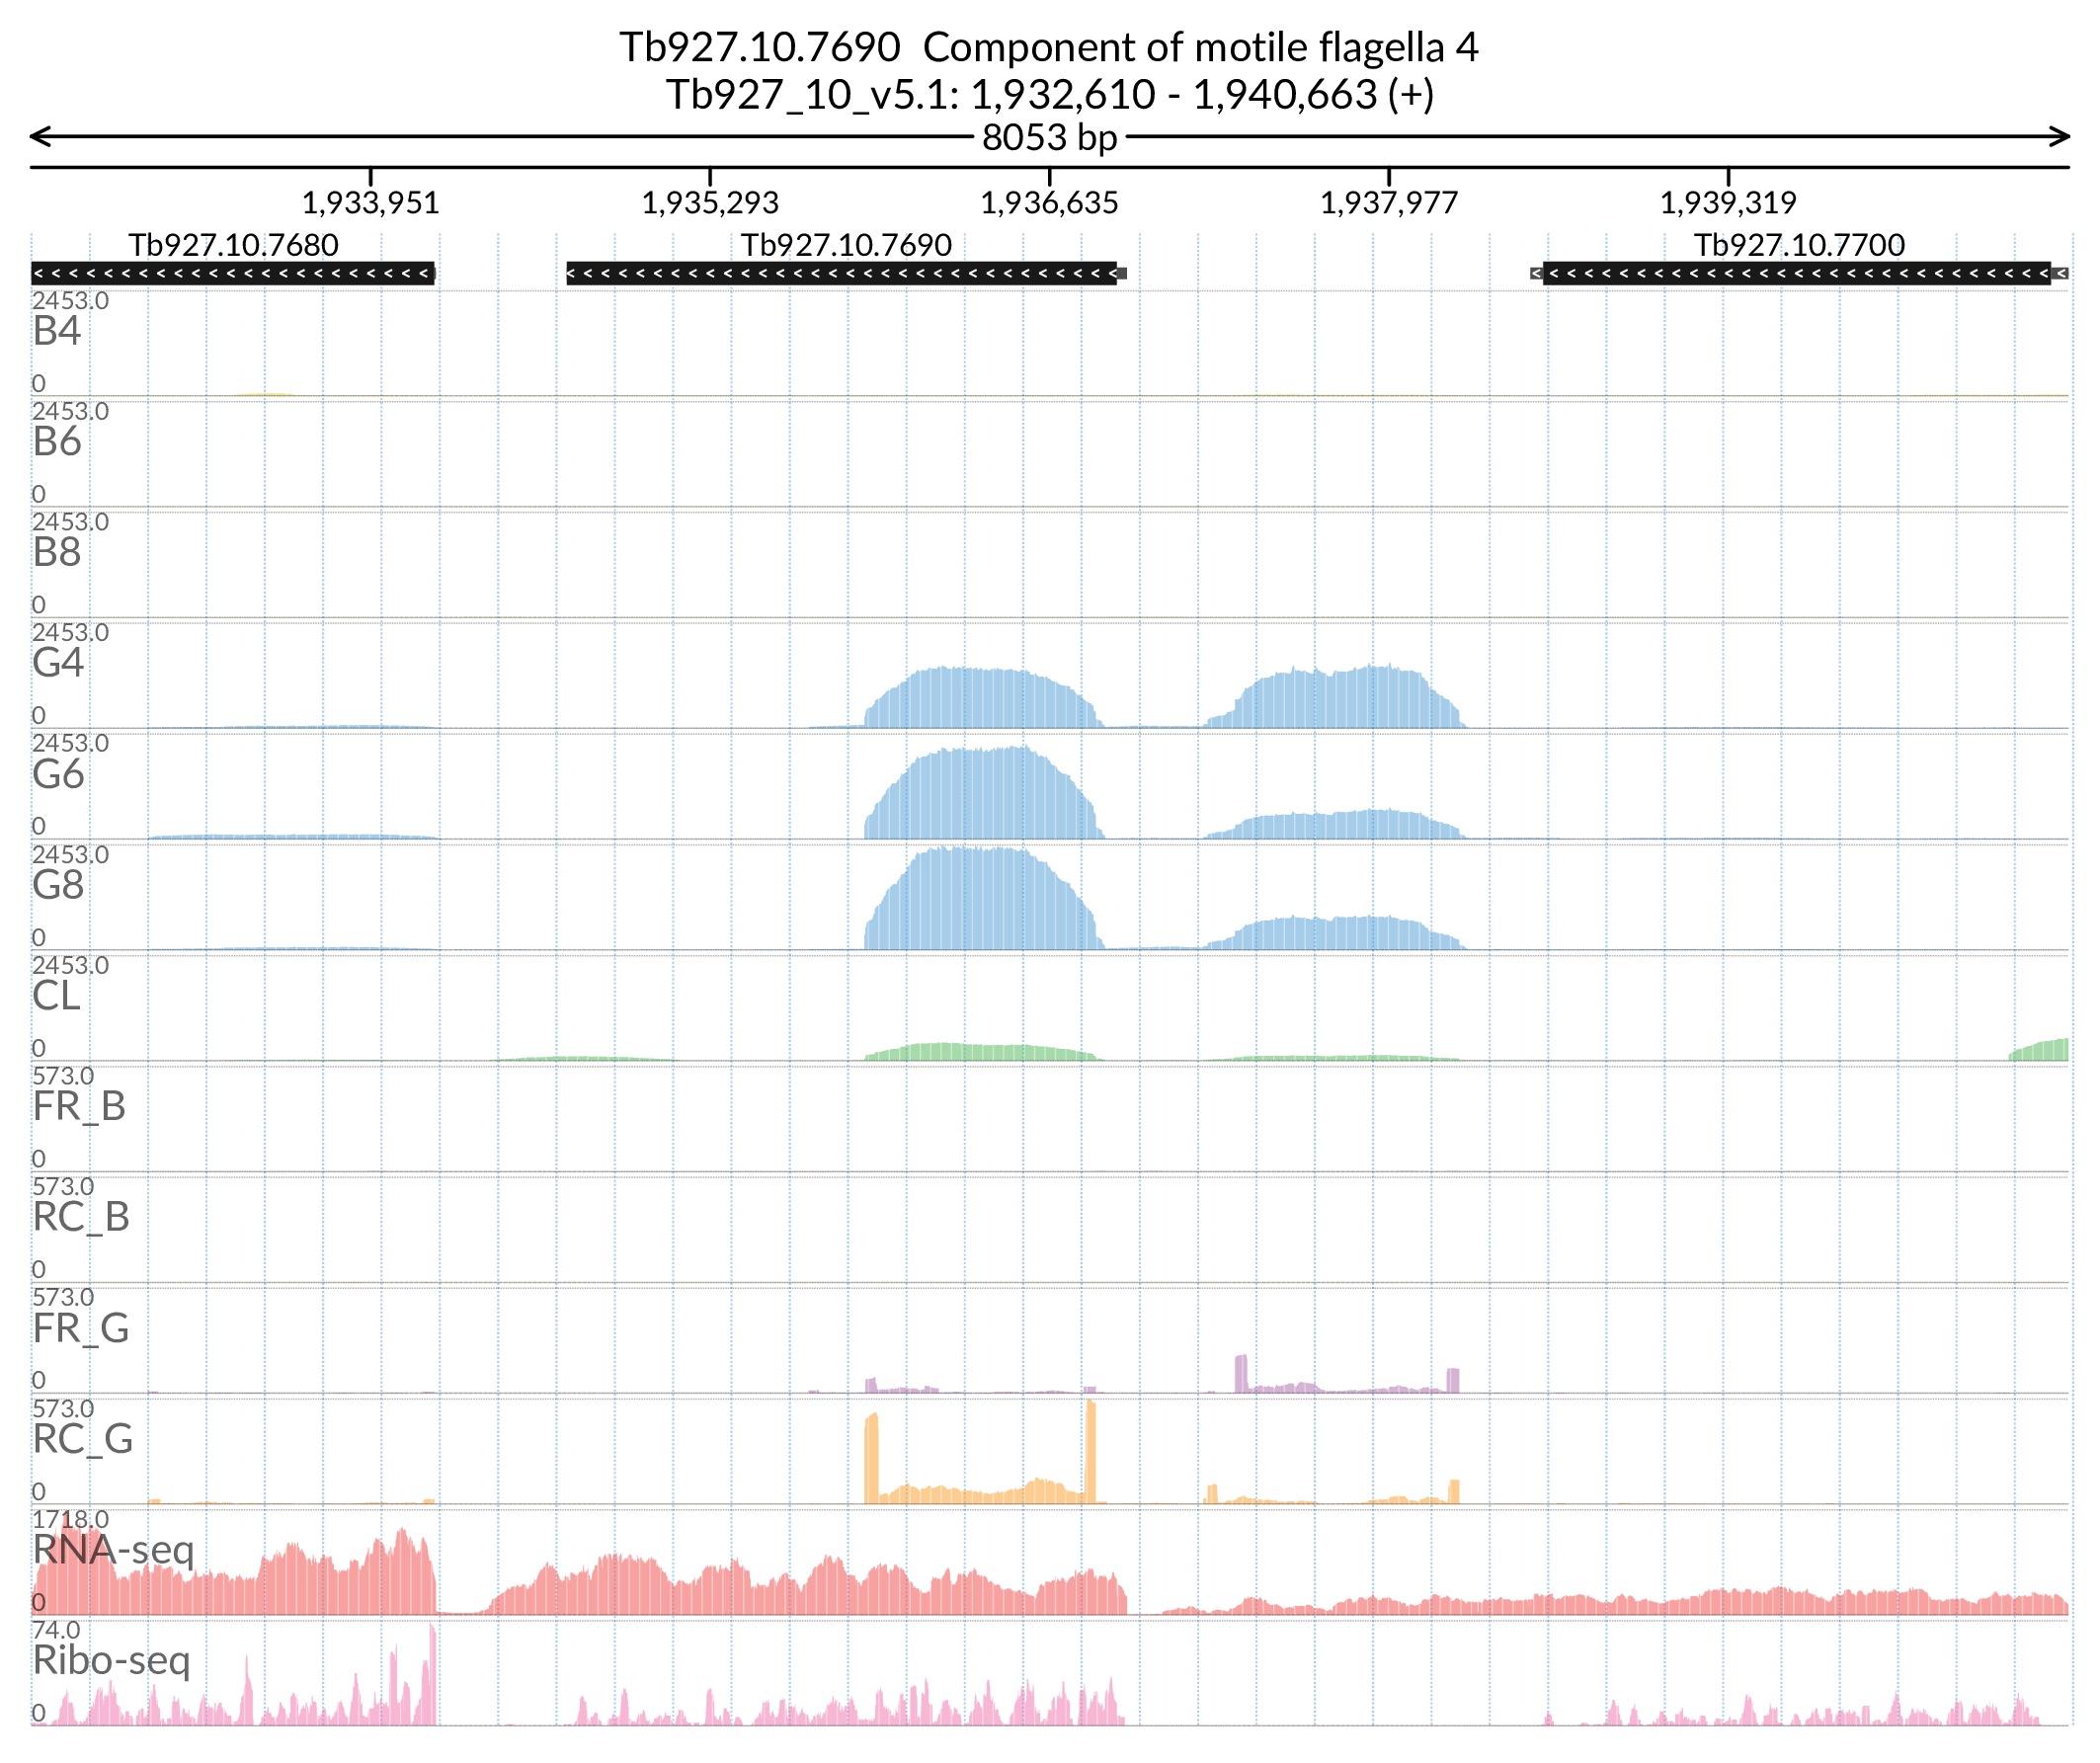 Tb927.10.7690  Component of motile flagella 4
Tb927_10_v5.1: 1,932,610 - 1,940,663 (+)
8053 bp
1,933,951 1,935,293 1,936,635 1,937,977 1,939,319
Tb927.10.7680 Tb927.10.7690 Tb927.10.7700
2453.0
B4
0
2453.0
B6
0
2453.0
B8
0
2453.0
G4
0
2453.0
G6
0
2453.0
G8
0
2453.0
CL
0
573.0
FR_B
0
573.0
RC_B
0
573.0
FR_G
0
573.0
RC_G
0
1718.0
RNA-seq
0
74.0
Ribo-seq
0